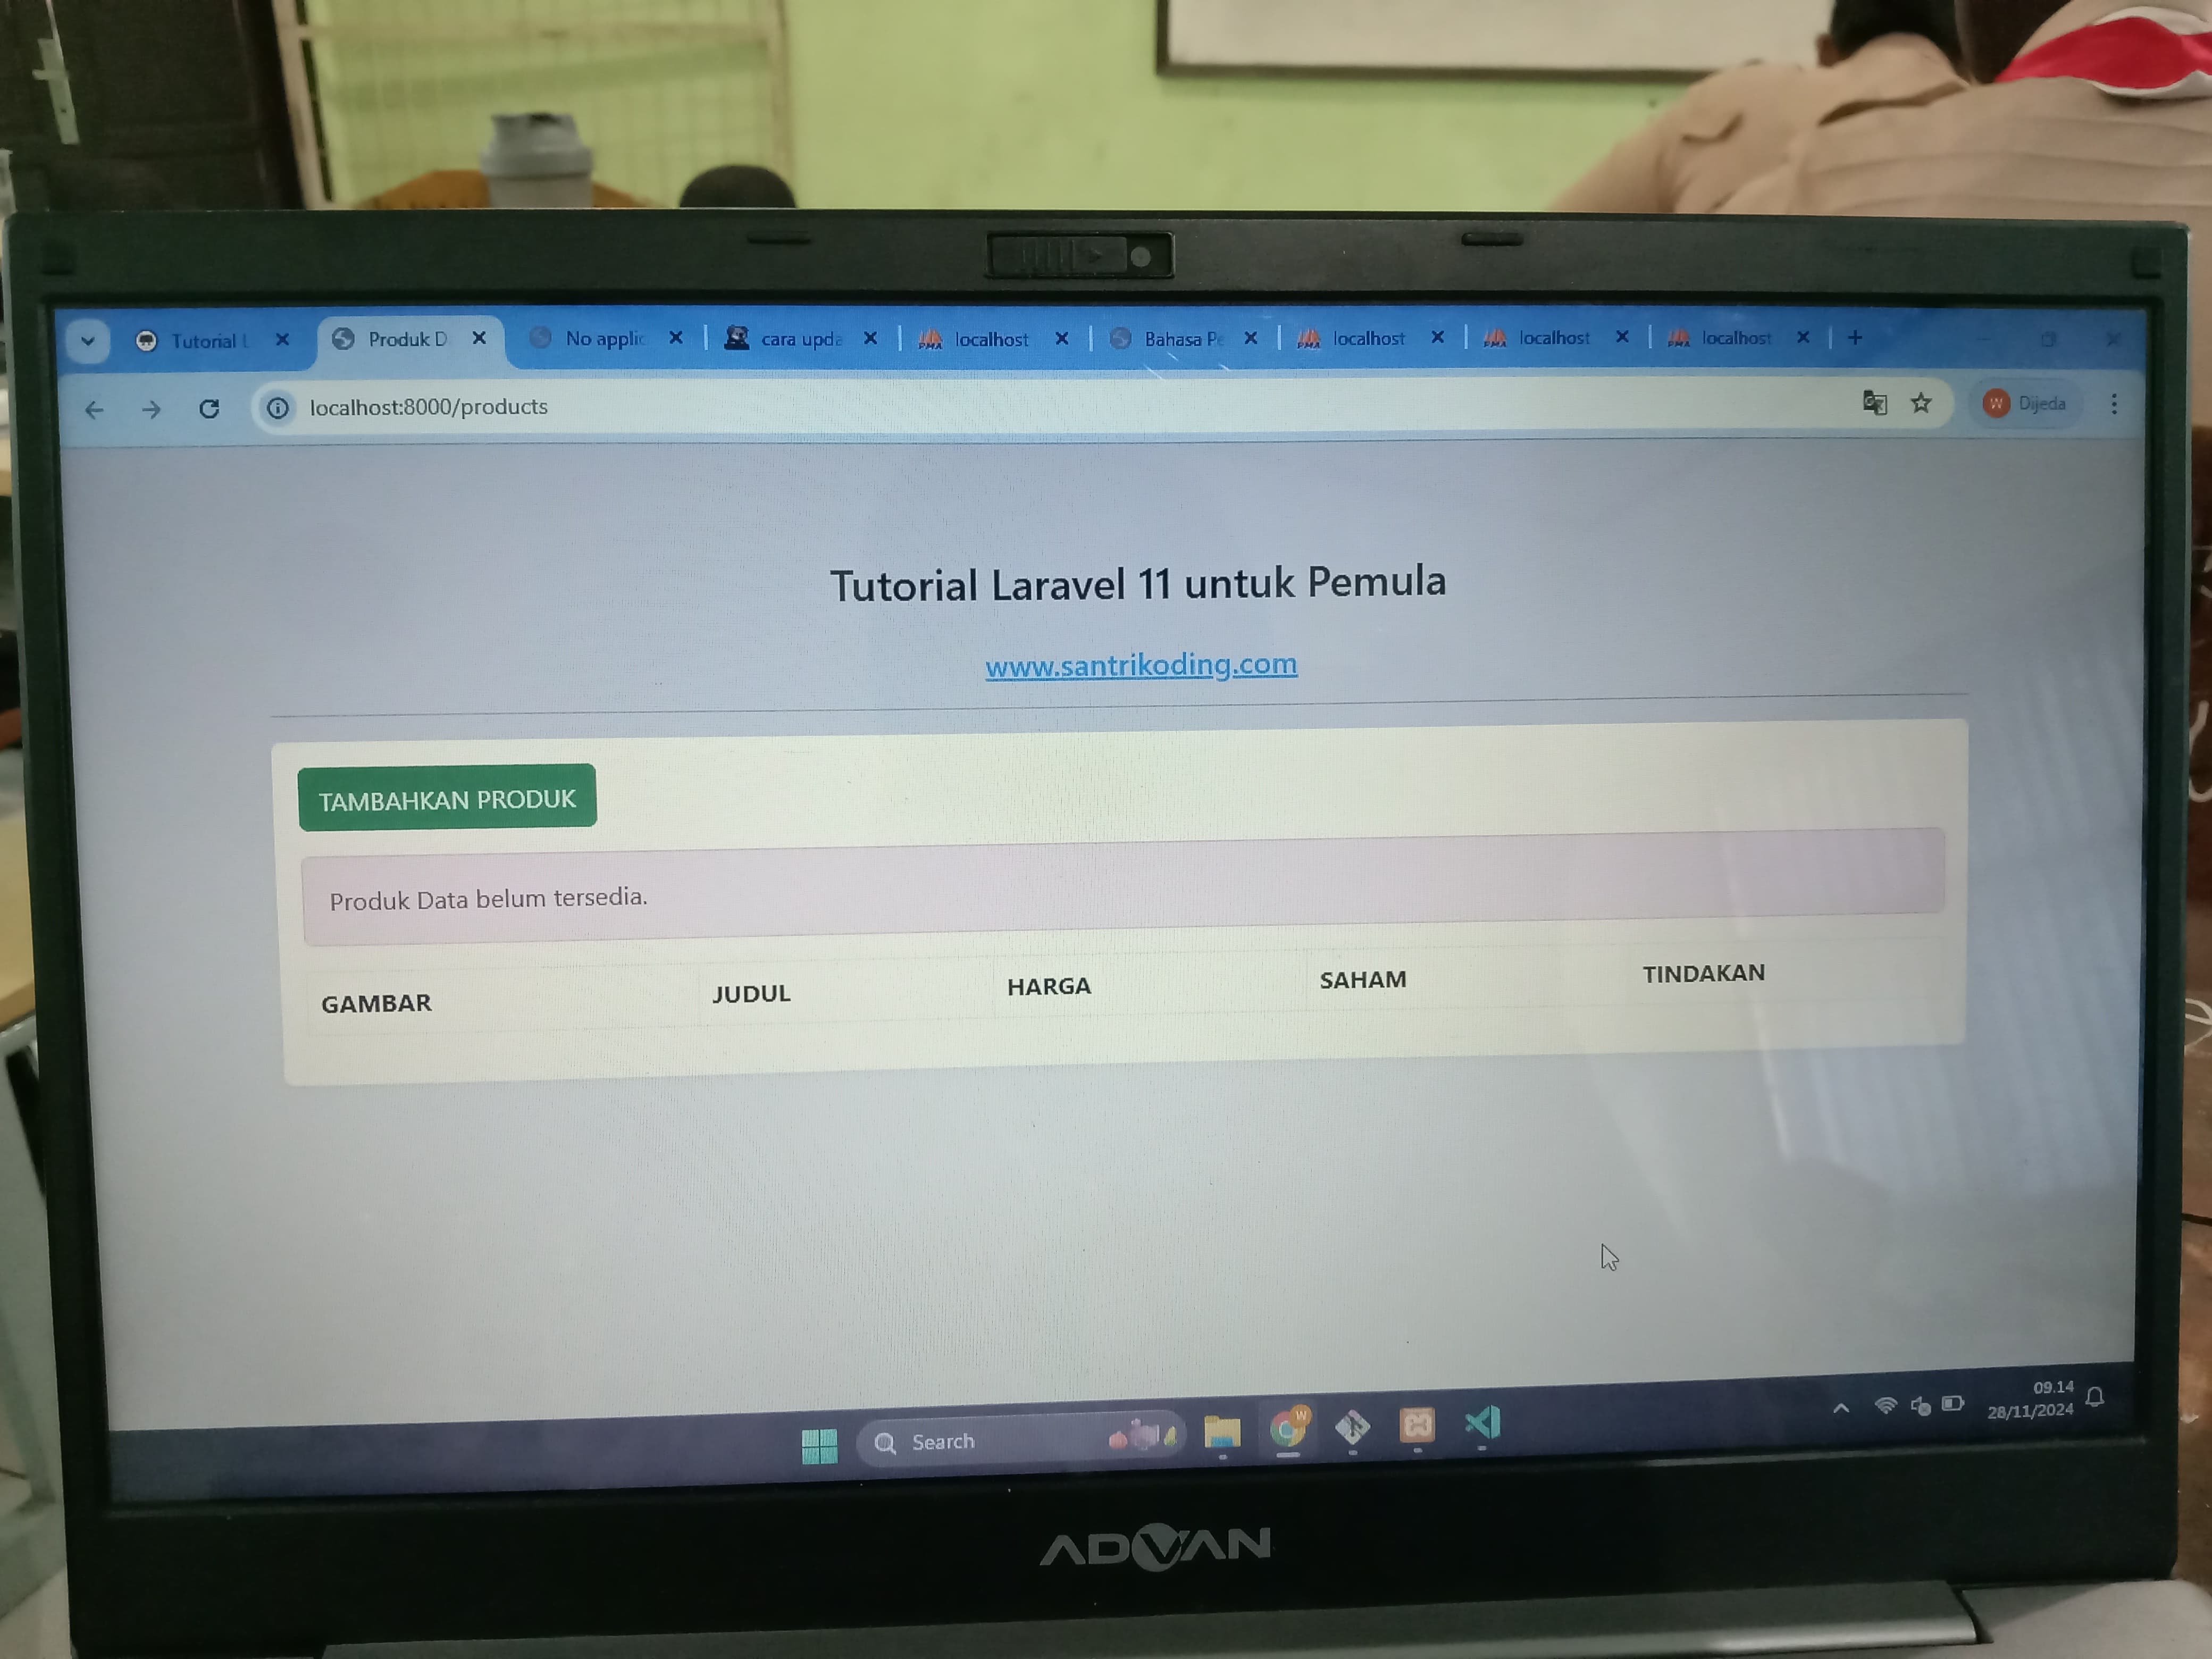 Tutorial L
Produk D
No applic
cara upda
localhost
Bahasa Pe
localhost
localhost
localhost
localhost:8000/products
W
Dijeda
Tutorial Laravel 11 untuk Pemula
www.santrikoding.com
TAMBAHKAN PRODUK
Produk Data belum tersedia.
GAMBAR JUDUL HARGA SAHAM TINDAKAN
Search
W
09.14
28/11/2024
ADVAN